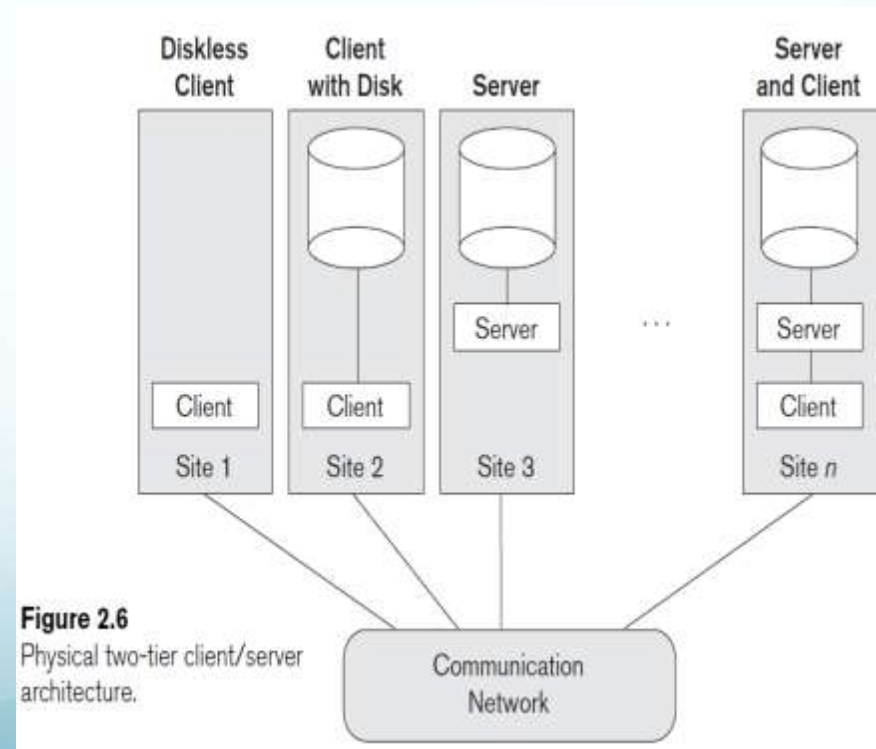 Diskless
Client
Client
with Disk
Server
Server
and Client
Server
...
Server
Client
Client
Client
Site 1
Site 2
Site 3
Site n
Figure 2.6
Physical two-tier client/server
architecture.
Communication
Network